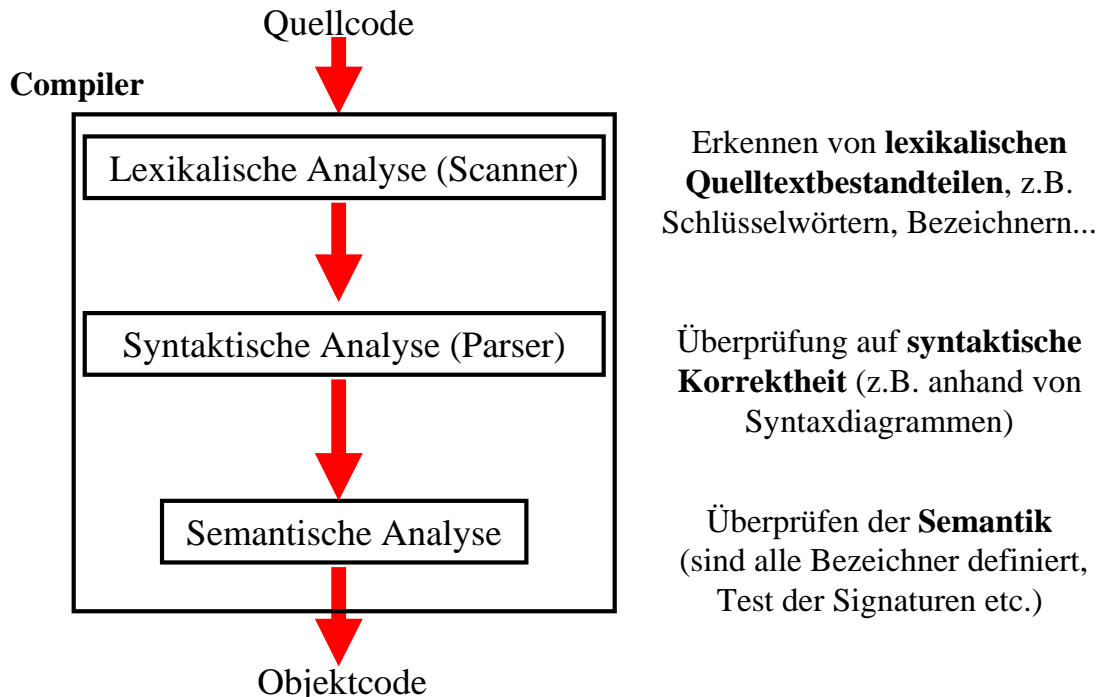 Quellcode
Compiler
Lexikalische Analyse (Scanner)
Erkennen von lexikalischen
Quelltextbestandteilen, z.B.
Schlüsselwörtern, Bezeichnern...
Syntaktische Analyse (Parser)
Überprüfung auf syntaktische
Korrektheit (z.B. anhand von
Syntaxdiagrammen)
Semantische Analyse
Überprüfen der Semantik
(sind alle Bezeichner definiert,
Test der Signaturen etc.)
Objektcode